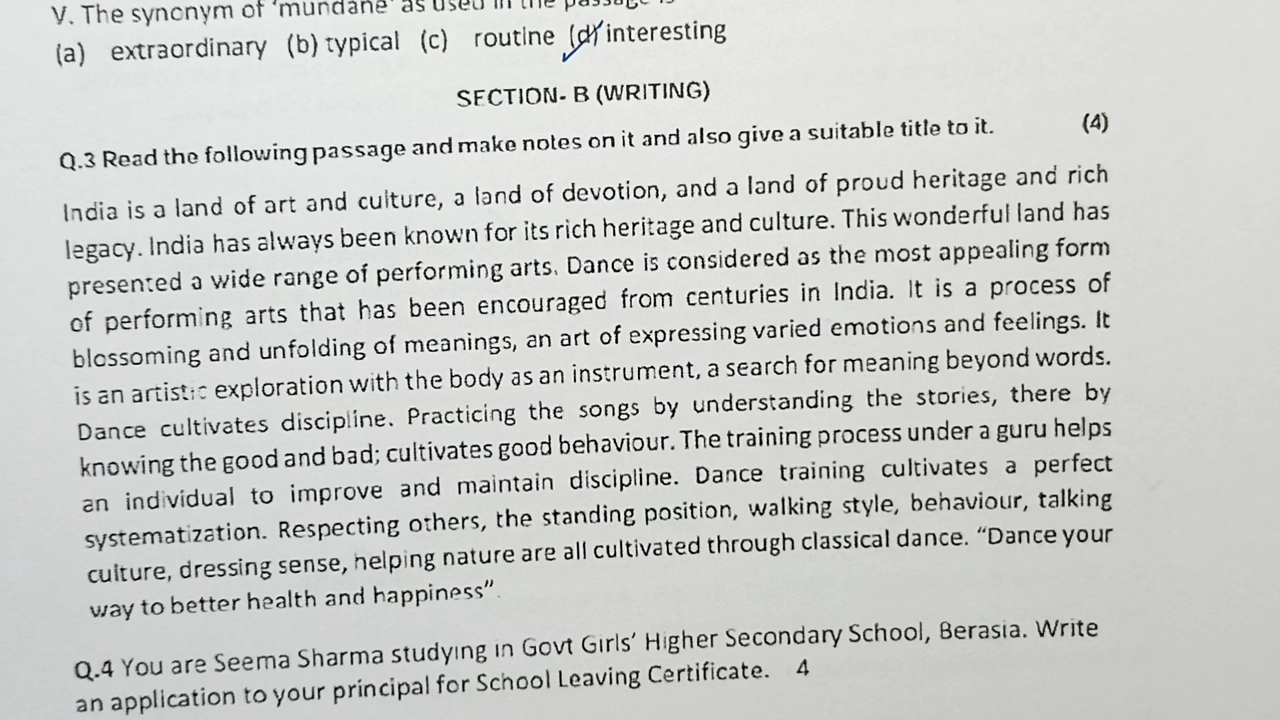 V. The synonym of 'mundane' as used in the passage is
(a) extraordinary (b) typical (c) routine (d) interesting
SECTION- B (WRITING)
Q.3 Read the following passage and make notes on it and also give a suitable title to it. (4)
India is a land of art and culture, a land of devotion, and a land of proud heritage and rich
legacy. India has always been known for its rich heritage and culture. This wonderful land has
presented a wide range of performing arts. Dance is considered as the most appealing form
of performing arts that has been encouraged from centuries in India. It is a process of
blossoming and unfolding of meanings, an art of expressing varied emotions and feelings. It
is an artistic exploration with the body as an instrument, a search for meaning beyond words.
Dance cultivates discipline. Practicing the songs by understanding the stories, there by
knowing the good and bad; cultivates good behaviour. The training process under a guru helps
an individual to improve and maintain discipline. Dance training cultivates a perfect
systematization. Respecting others, the standing position, walking style, behaviour, talking
culture, dressing sense, helping nature are all cultivated through classical dance. "Dance your
way to better health and happiness".
Q.4 You are Seema Sharma studying in Govt Girls' Higher Secondary School, Berasia. Write
an application to your principal for School Leaving Certificate. 4